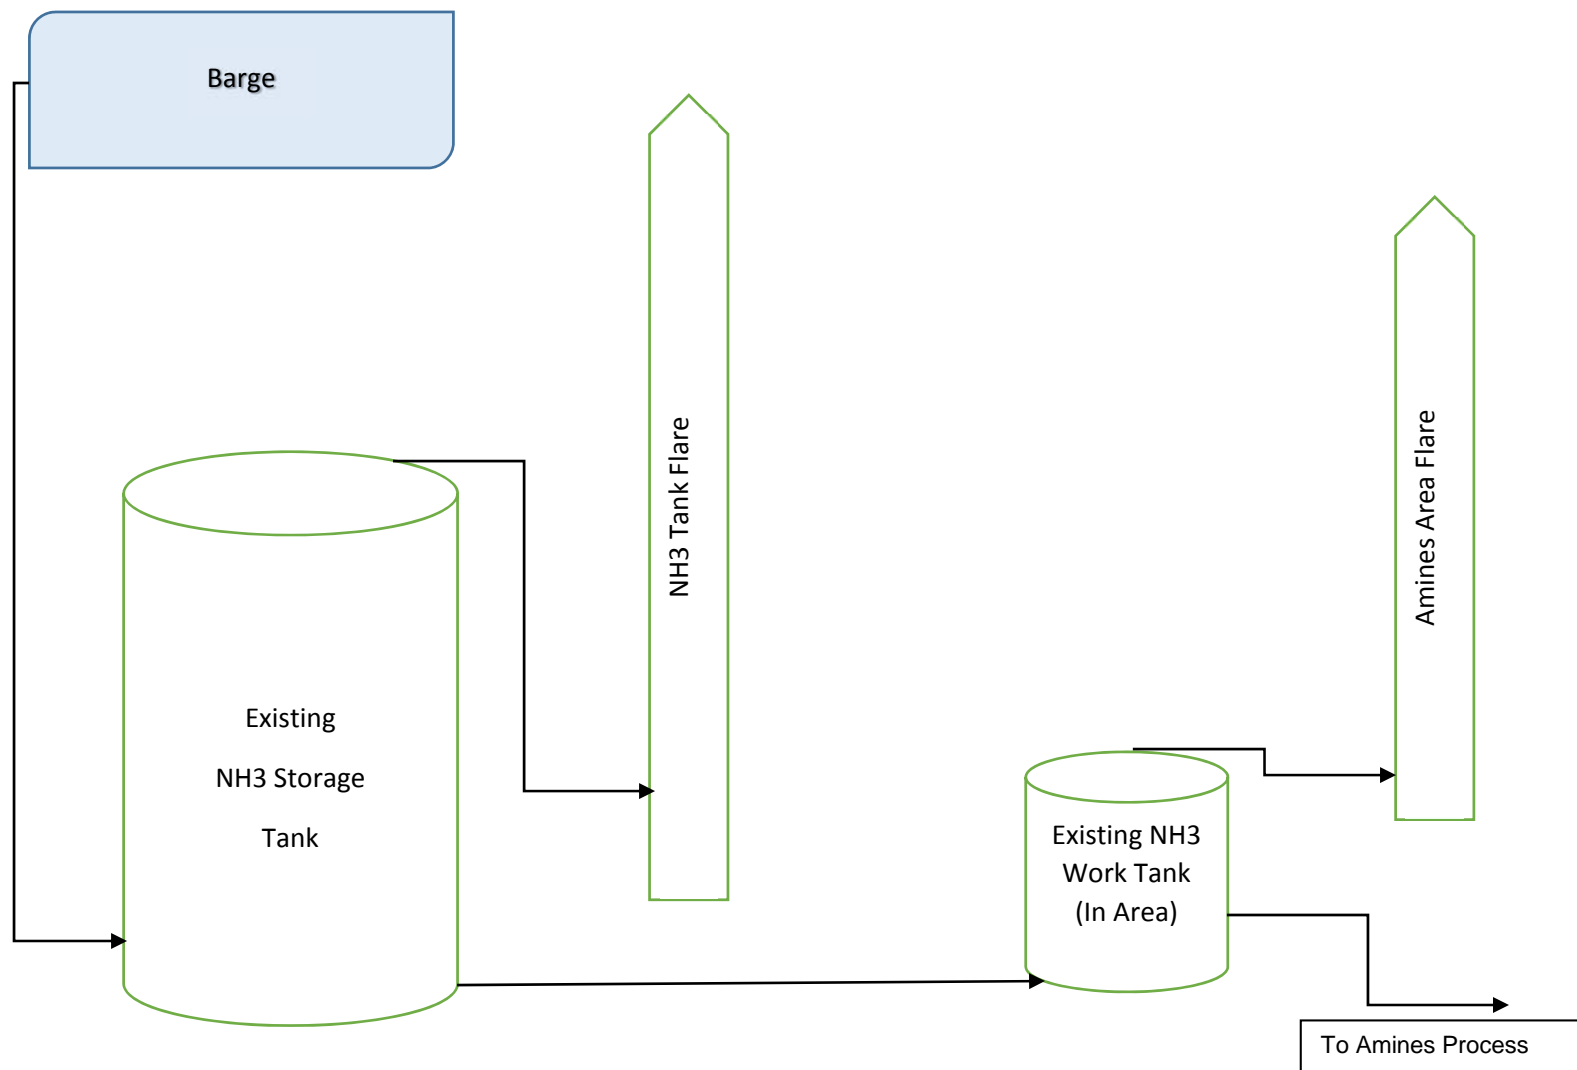 Barge
NH3 Tank Flare
Amines Area Flare
Existing
NH3 Storage
Tank
Existing NH3
Work Tank
(In Area)
To Amines Process